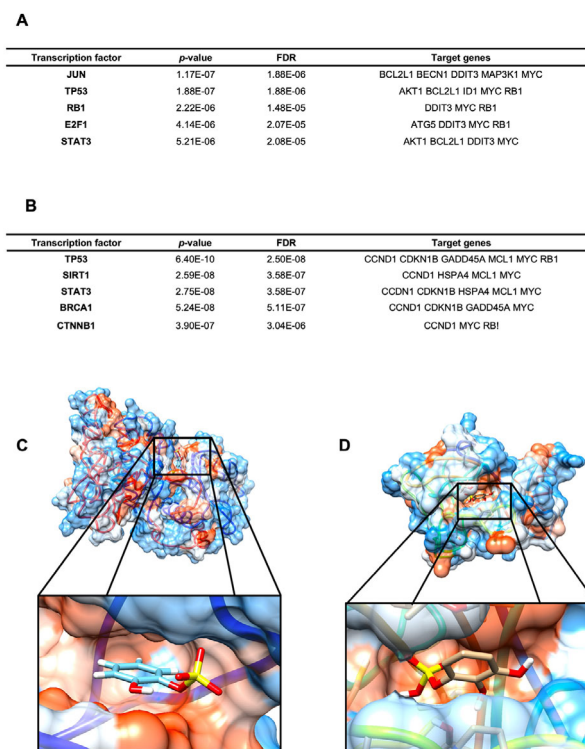 A
Transcription factor p-value FDR Target genes
JUN 1.17E-07 1.88E-06 BCL2L1 BECN1 DDIT3 MAP3K1 MYC
TP53 1.88E-07 1.88E-06 AKT1 BCL2L1 ID1 MYC RB1
RB1 2.22E-06 1.48E-05 DDIT3 MYC RB1
E2F1 4.14E-06 2.07E-05 ATG5 DDIT3 MYC RB1
STAT3 5.21E-06 2.08E-05 AKT1 BCL2L1 DDIT3 MYC
B
Transcription factor p-value FDR Target genes
TP53 6.40E-10 2.50E-08 CCND1 CDKN1B GADD45A MCL1 MYC RB1
SIRT1 2.59E-08 3.58E-07 CCND1 HSPA4 MCL1 MYC
STAT3 2.75E-08 3.58E-07 CCDN1 CDKN1B HSPA4 MCL1 MYC
BRCA1 5.24E-08 5.11E-07 CCND1 CDKN1B GADD45A MYC
CTNNB1 3.90E-07 3.04E-06 CCND1 MYC RB!
C
D